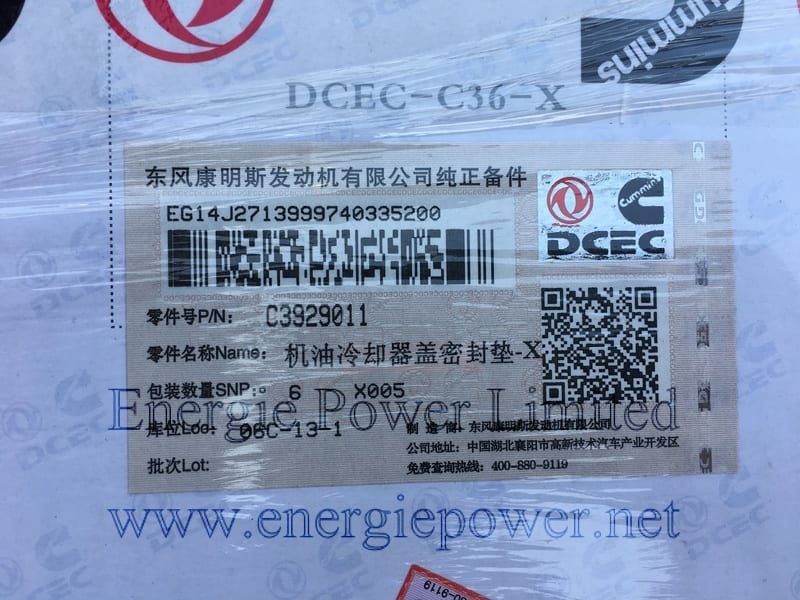 DCEC
Cummins
DCEC-C36-X
东风康明斯发动机有限公司纯正备件
EG14J2713999740335200
Cummins
DCEC
零件号P/N: C3929011
零件名称Name: 机油冷却器盖密封垫-X
包装数量SNP: 6 X005
Energie Power Limited
库位Loc: 06C-13-1
制造商: 东风康明斯发动机有限公司
公司地址: 中国湖北襄阳市高新技术汽车产业开发区
批次Lot:
免费查询热线: 400-880-9119
www.energiepower.net
80-9119